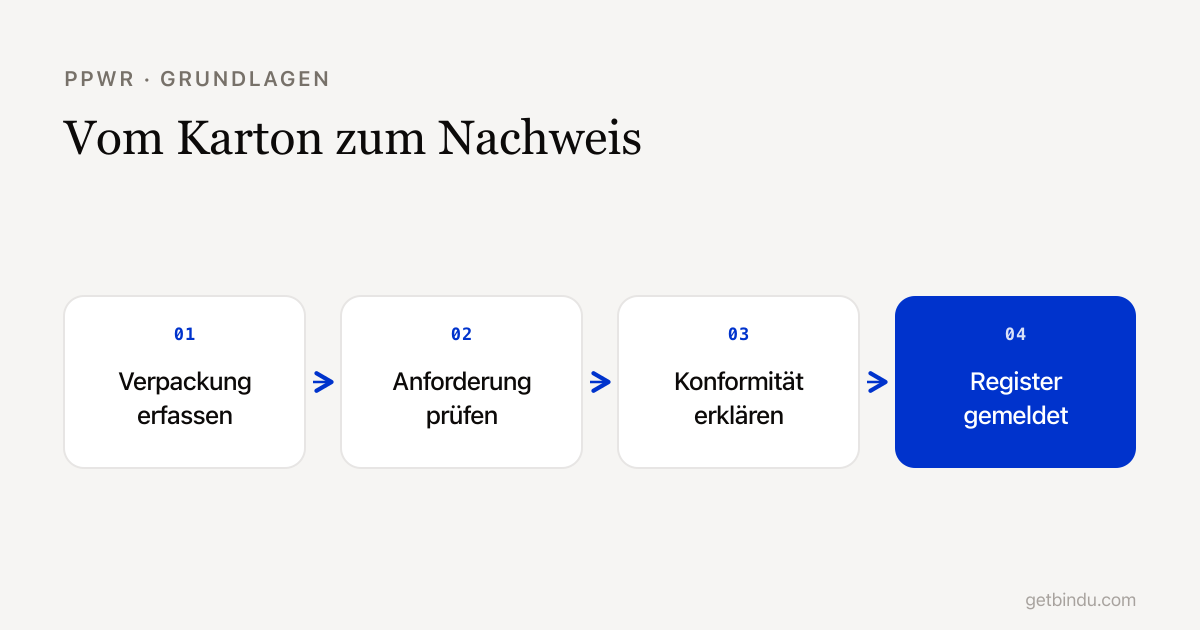 PPWR · GRUNDLAGEN
Vom Karton zum Nachweis
01
Verpackung
erfassen
02
Anforderung
prüfen
03
Konformität
erklären
04
Register
gemeldet
getbindu.com